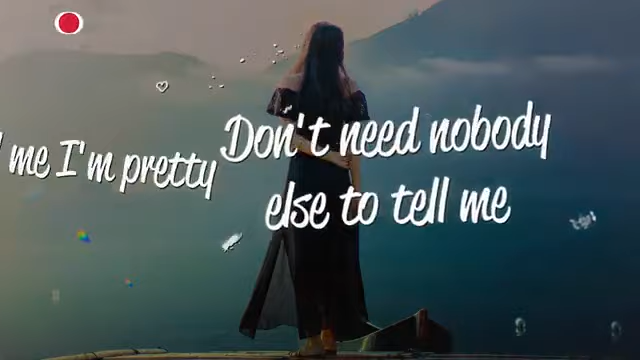 me I'm pretty
Don't need nobody
else to tell me